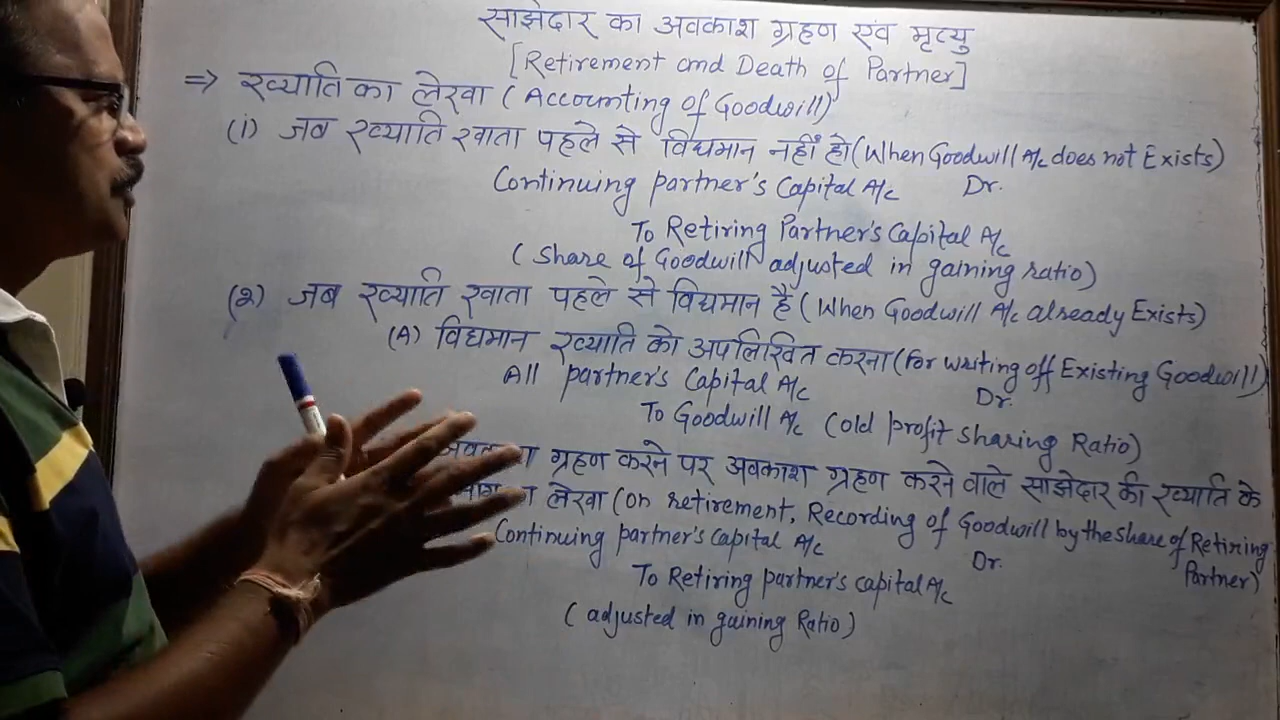 साझेदार का अवकाश ग्रहण एवं मृत्यु
[Retirement and Death of Partner]
⇒ ख्याति का लेखा (Accounting of Goodwill)
(i) जब ख्याति खाता पहले से विद्यमान नहीं हो (When Goodwill A/c does not Exists)
Continuing partner's Capital A/c Dr.
To Retiring Partner's Capital A/c
(Share of Goodwill adjusted in gaining ratio)
(२) जब ख्याति खाता पहले से विद्यमान है (When Goodwill A/c already Exists)
(A) विद्यमान ख्याति को अपलिखित करना (For writing off Existing Goodwill)
All partner's Capital A/c Dr.
To Goodwill A/c (old profit sharing Ratio)
ग्रहण करने पर अवकाश ग्रहण करने वाले साझेदार की ख्याति के
लेखा (on retirement, Recording of Goodwill by the share of Retiring Partner)
Continuing partner's capital A/c Dr.
To Retiring partner's capital A/c
(adjusted in gaining Ratio)